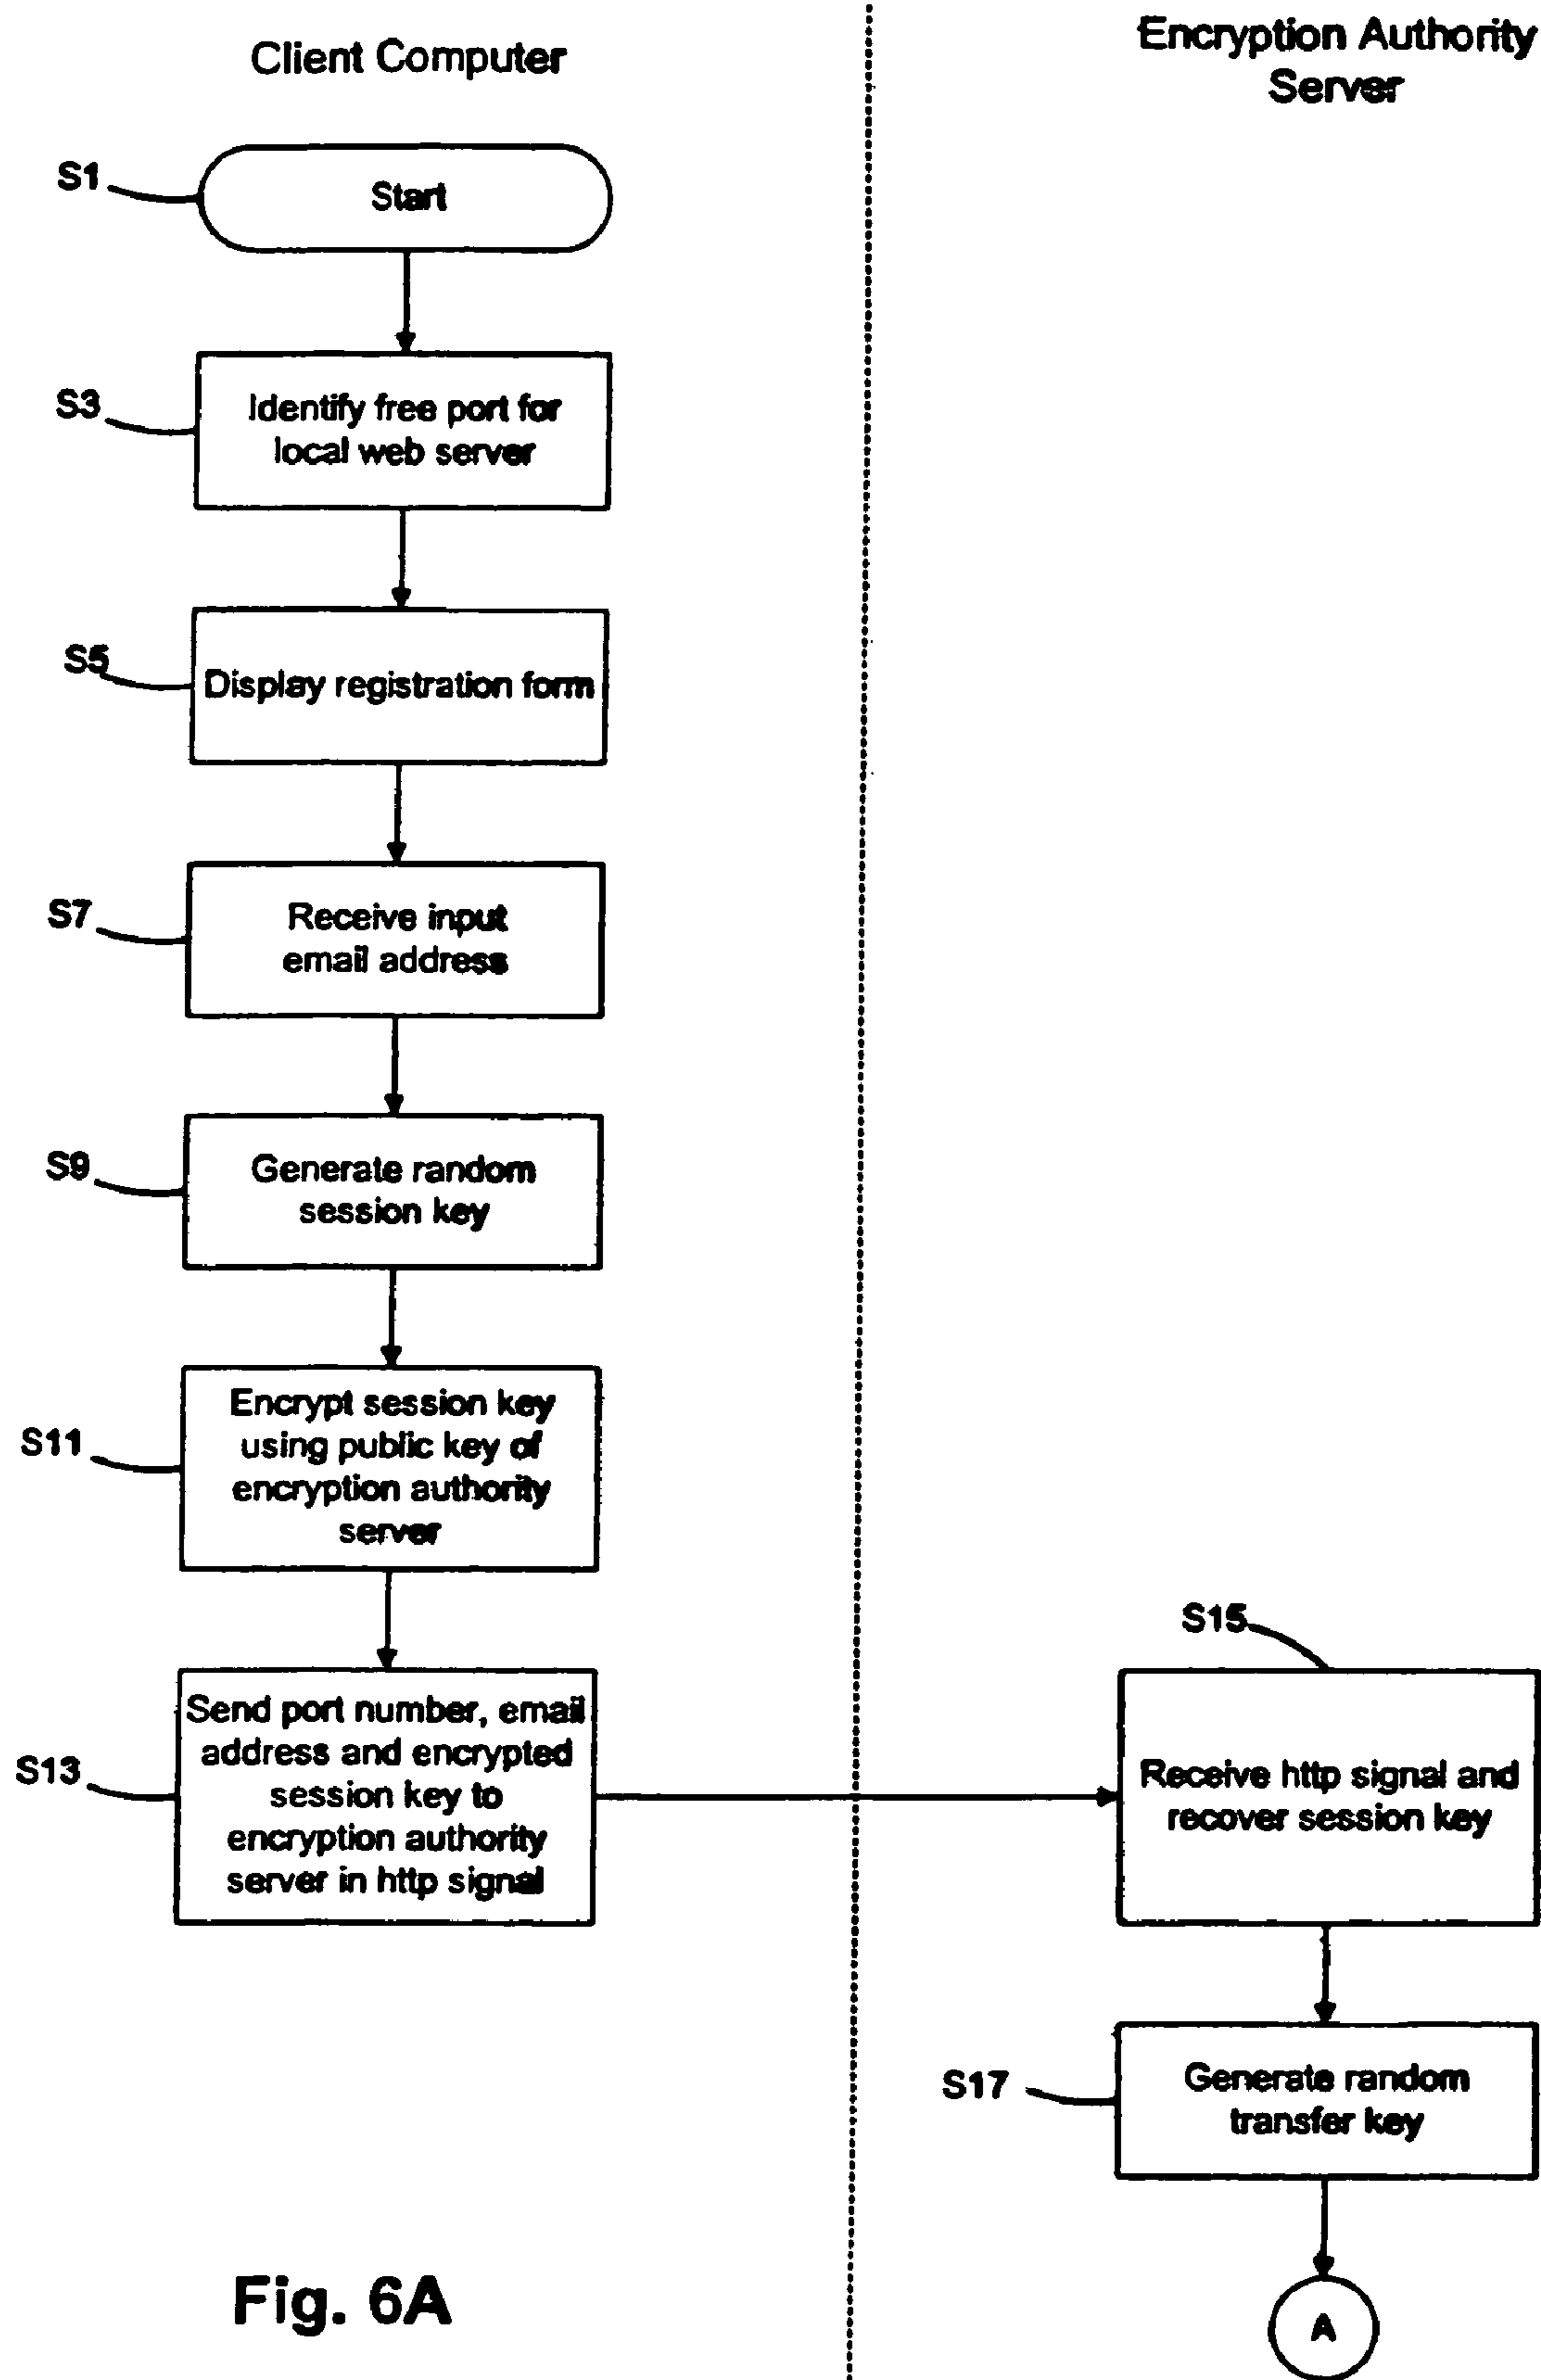 Client Computer
Encryption Authority
Server
S1
Start
S3
Identify free port for
local web server
S5
Display registration form
S7
Receive input
email address
S9
Generate random
session key
S11
Encrypt session key
using public key of
encryption authority
server
S13
Send port number, email
address and encrypted
session key to
encryption authority
server in http signal
S15
Receive http signal and
recover session key
S17
Generate random
transfer key
A
Fig. 6A